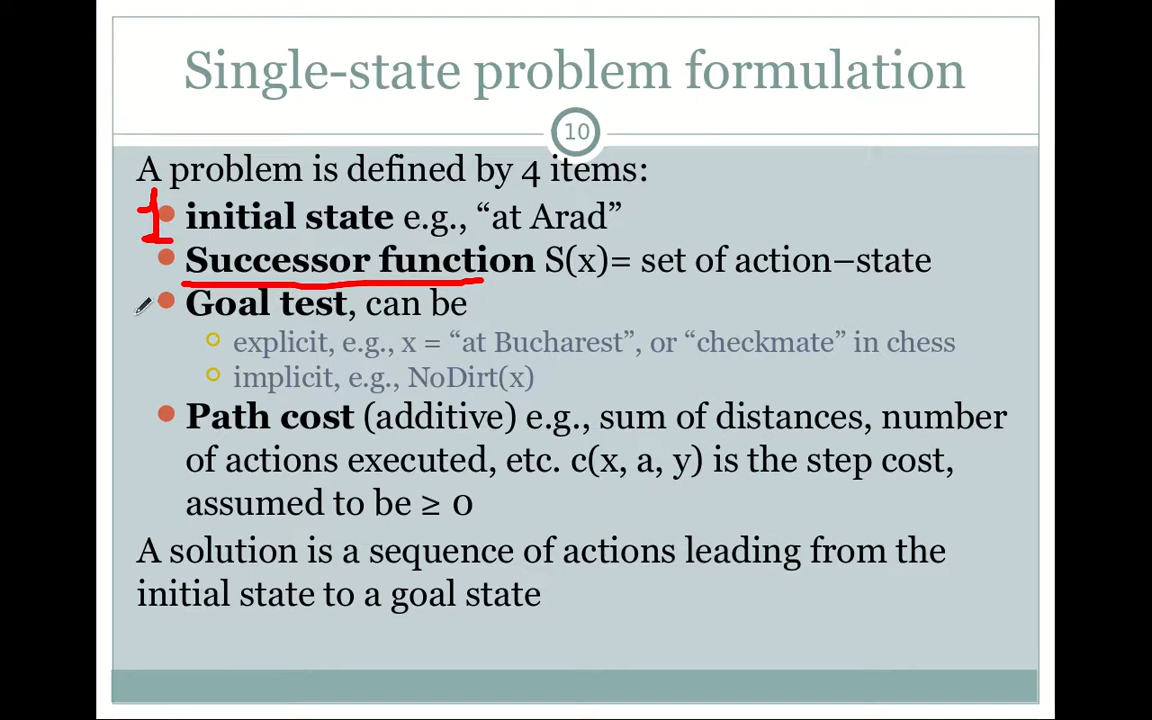 Single-state problem formulation
10
A problem is defined by 4 items:
1
initial state e.g., “at Arad”
Successor function S(x)= set of action–state
Goal test, can be
explicit, e.g., x = “at Bucharest”, or “checkmate” in chess
implicit, e.g., NoDirt(x)
Path cost (additive) e.g., sum of distances, number
of actions executed, etc. c(x, a, y) is the step cost,
assumed to be ≥ 0
A solution is a sequence of actions leading from the
initial state to a goal state